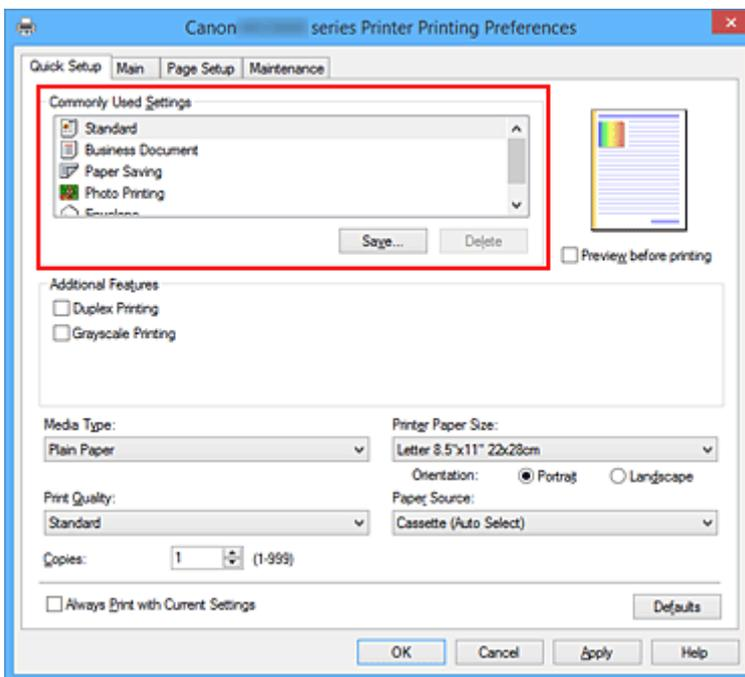 Canon series Printer Printing Preferences
Quick Setup Main Page Setup Maintenance
Commonly Used Settings
Standard
Business Document
Paper Saving
Photo Printing
Envelope
Save... Delete
Preview before printing
Additional Features
Duplex Printing
Grayscale Printing
Media Type:
Plain Paper
Printer Paper Size:
Letter 8.5"x11" 22x28cm
Orientation: Portrait Landscape
Print Quality:
Standard
Paper Source:
Cassette (Auto Select)
Copies: 1 (1-999)
Always Print with Current Settings
Defaults
OK Cancel Apply Help